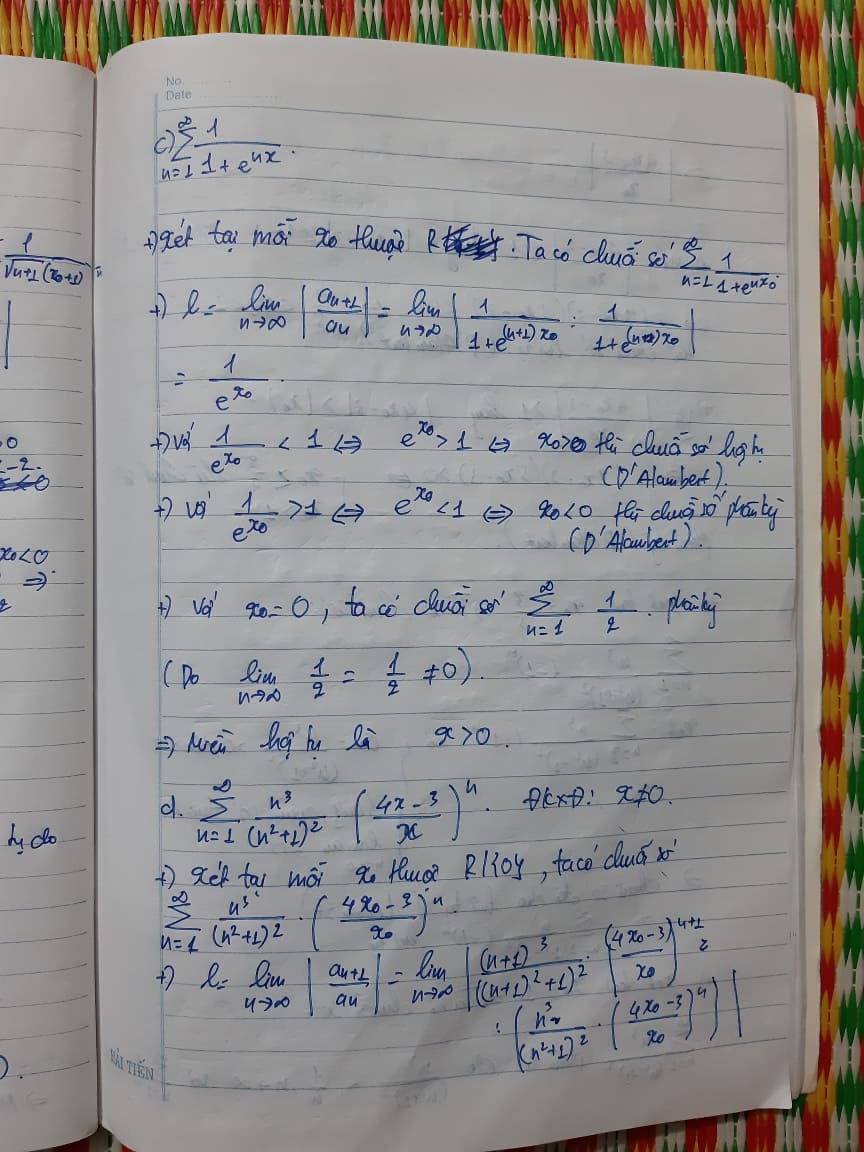 No.
Date
c) $\sum_{n=1}^{\infty} \frac{1}{1+e^{nx}}$.
+) Xét tại mỗi $x_0$ thuộc R . Ta có chuỗi số $\sum_{n=1}^{\infty} \frac{1}{1+e^{nx_0}}$
+) $l = \lim_{n \to \infty} \left| \frac{a_{n+1}}{a_n} \right| = \lim_{n \to \infty} \left| \frac{1}{1+e^{(n+1)x_0}} : \frac{1}{1+e^{(n)x_0}} \right|$
$= \frac{1}{e^{x_0}}$.
+) Với $\frac{1}{e^{x_0}} < 1 \Leftrightarrow e^{x_0} > 1 \Leftrightarrow x_0 > 0$ thì chuỗi số hội tụ
(D'Alambert).
+) Với $\frac{1}{e^{x_0}} > 1 \Leftrightarrow e^{x_0} < 1 \Leftrightarrow x_0 < 0$ thì chuỗi số phân kỳ
(D'Alambert).
+) Với $x_0 = 0$, ta có chuỗi số $\sum_{n=1}^{\infty} \frac{1}{2}$. phân kỳ
(Do $\lim_{n \to \infty} \frac{1}{2} = \frac{1}{2} \neq 0$).
=> Miền hội tụ là $x > 0$.
d. $\sum_{n=1}^{\infty} \frac{n^3}{(n^2+1)^2} \cdot \left( \frac{4x-3}{x} \right)^n$. ĐKXĐ: $x \neq 0$.
+) Xét tại mỗi $x_0$ thuộc R\{0}, ta có chuỗi số
$\sum_{n=1}^{\infty} \frac{n^3}{(n^2+1)^2} \cdot \left( \frac{4x_0-3}{x_0} \right)^n$.
+) $l = \lim_{n \to \infty} \left| \frac{a_{n+1}}{a_n} \right| = \lim_{n \to \infty} \left| \frac{(n+1)^3}{((n+1)^2+1)^2} \cdot \left( \frac{4x_0-3}{x_0} \right)^{n+1} \right.$
$\left. : \left( \frac{n^3}{(n^2+1)^2} \cdot \left( \frac{4x_0-3}{x_0} \right)^n \right) \right|$
HẢI TIẾN
$\frac{1}{\sqrt{n+1}(x_0+1)^n}$
$x_0 < 0$
=>
tụ do